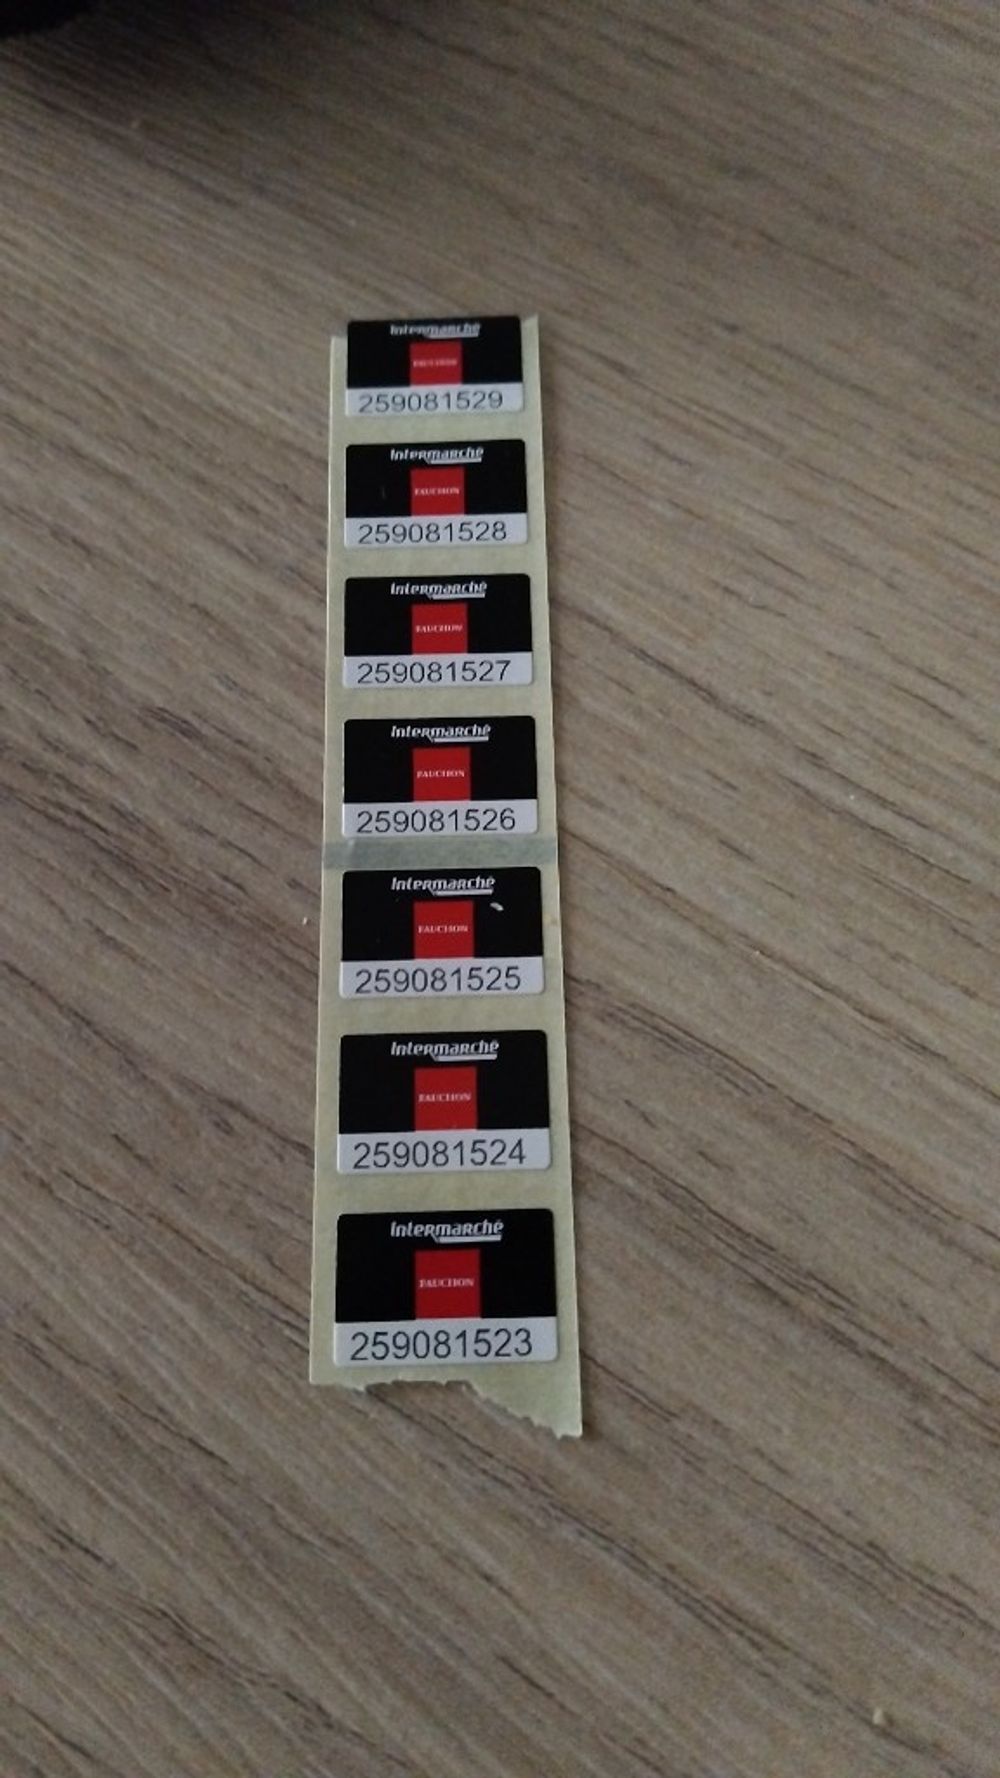 Intermarché
FAUCHON
259081529
Intermarché
FAUCHON
259081528
Intermarché
FAUCHON
259081527
Intermarché
FAUCHON
259081526
Intermarché
FAUCHON
259081525
Intermarché
FAUCHON
259081524
Intermarché
FAUCHON
259081523